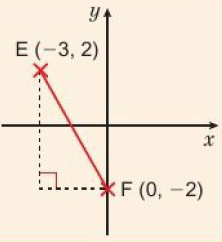 y
E (−3, 2)
x
F (0, −2)